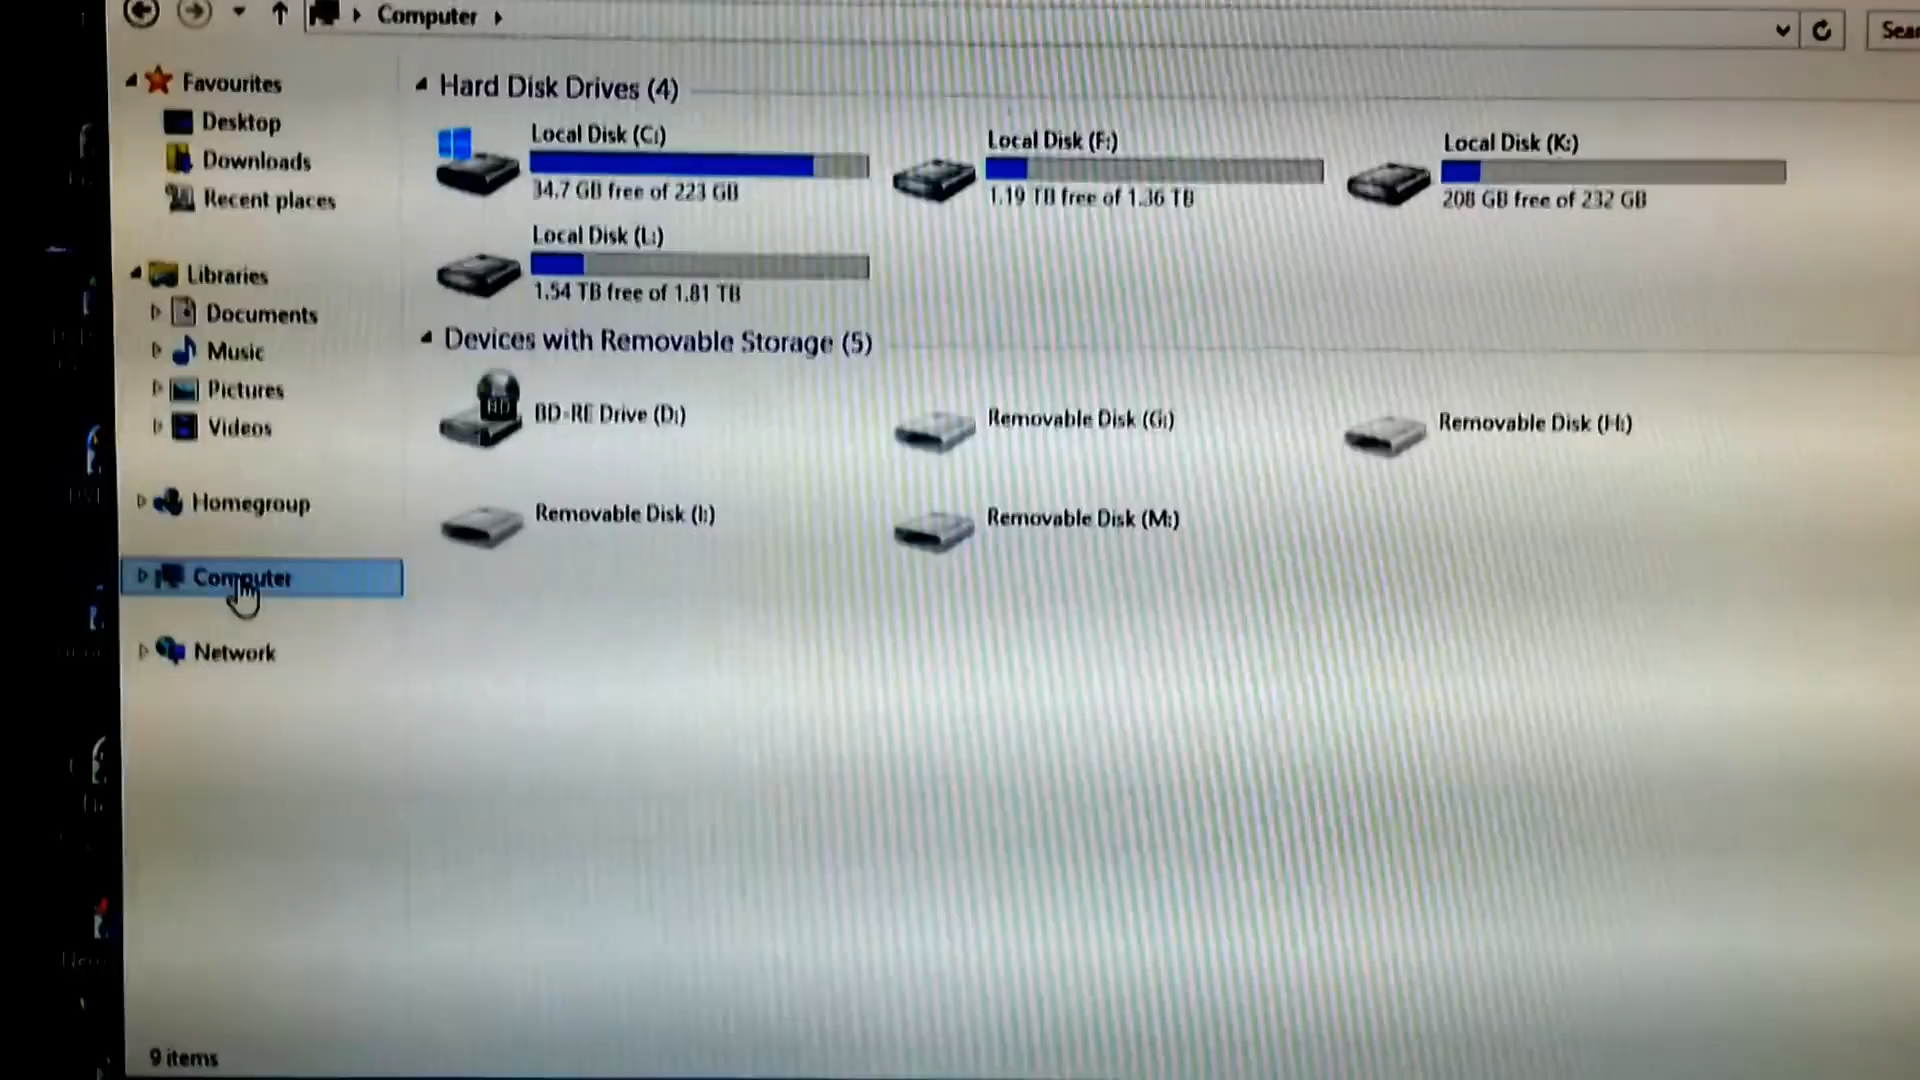 Computer
Sea
Favourites
Desktop
Downloads
Recent places
Libraries
Documents
Music
Pictures
Videos
Homegroup
Computer
Network
Hard Disk Drives (4)
Local Disk (C:)
34.7 GB free of 223 GB
Local Disk (F:)
1.19 TB free of 1.36 TB
Local Disk (K:)
208 GB free of 232 GB
Local Disk (L:)
1.54 TB free of 1.81 TB
Devices with Removable Storage (5)
BD
BD-RE Drive (D:)
Removable Disk (G:)
Removable Disk (H:)
Removable Disk (I:)
Removable Disk (M:)
9 items